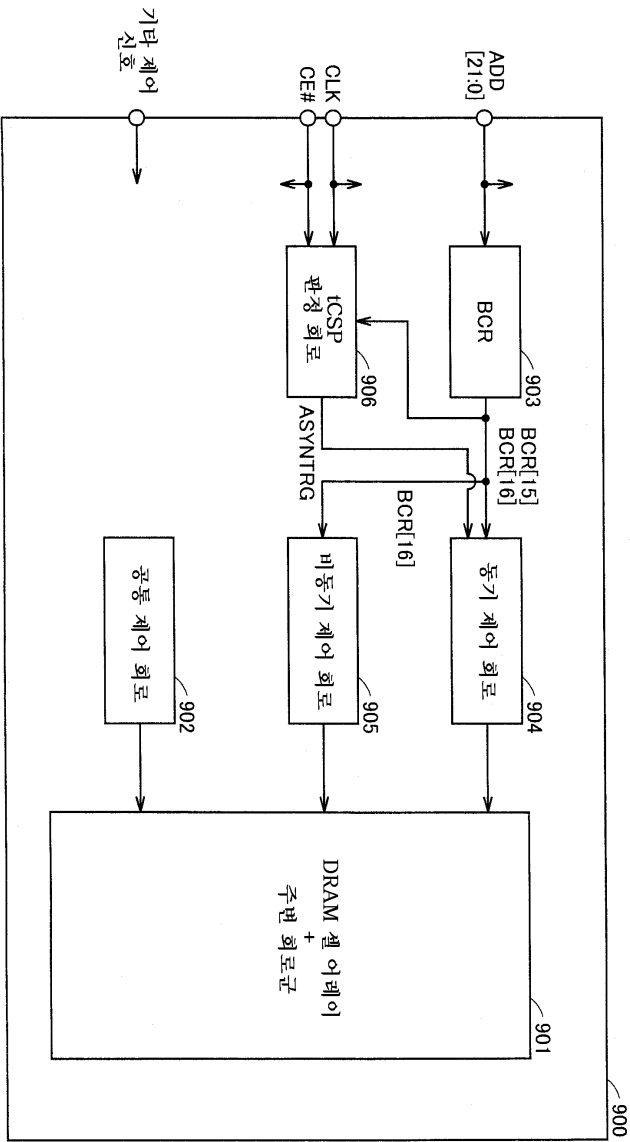 900
ADD
[21:0]
CLK
CE#
기타 제어
신호
BCR
903
BCR[15]
BCR[16]
동기 제어 회로
904
tCSP
판정 회로
906
ASYNTRG
BCR[16]
비동기 제어 회로
905
공통 제어 회로
902
DRAM 셀 어레이
+
주변 회로군
901